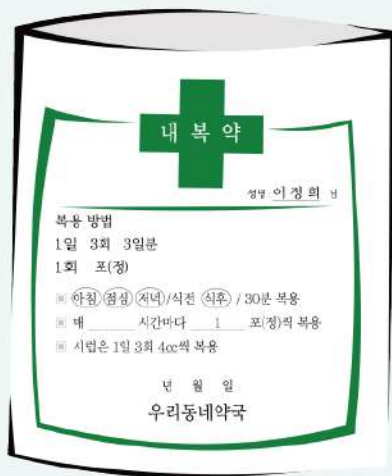 내복약
성명 이정희 님
복용 방법
1일 3회 3일분
1회 포(정)
▣ 아침 점심 저녁/식전 식후 / 30분 복용
▣ 매 ____ 시간마다 __1__ 포(정)씩 복용
▣ 시럽은 1일 3회 4cc씩 복용
년 월 일
우리동네약국